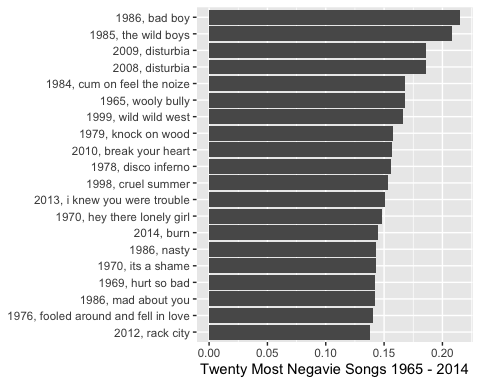 1986, bad boy
1985, the wild boys
2009, disturbia
2008, disturbia
1984, cum on feel the noize
1965, wooly bully
1999, wild wild west
1979, knock on wood
2010, break your heart
1978, disco inferno
1998, cruel summer
2013, i knew you were trouble
1970, hey there lonely girl
2014, burn
1986, nasty
1970, its a shame
1969, hurt so bad
1986, mad about you
1976, fooled around and fell in love
2012, rack city
0.00 0.05 0.10 0.15 0.20
Twenty Most Negavie Songs 1965 - 2014